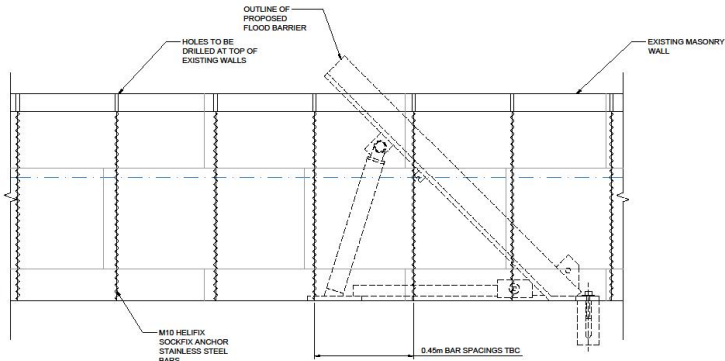 OUTLINE OF
PROPOSED
FLOOD BARRIER
HOLES TO BE
DRILLED AT TOP OF
EXISTING WALLS
EXISTING MASONRY
WALL
M10 HELIFIX
SOCKFIX ANCHOR
STAINLESS STEEL
BARS
0.45m BAR SPACINGS TBC